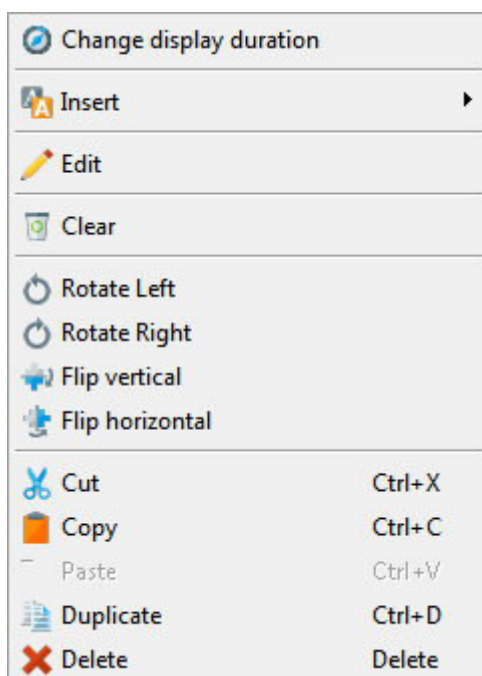 Change display duration
Insert
Edit
Clear
Rotate Left
Rotate Right
Flip vertical
Flip horizontal
Cut Ctrl+X
Copy Ctrl+C
Paste Ctrl+V
Duplicate Ctrl+D
Delete Delete